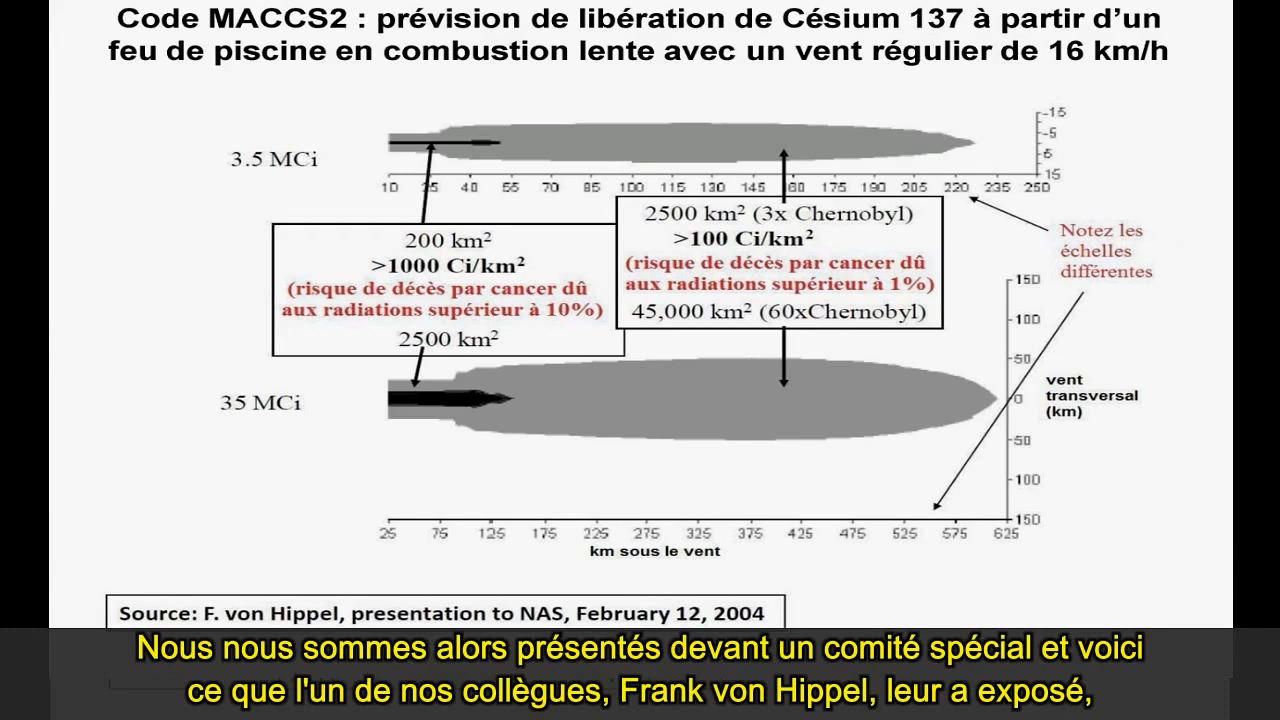 Code MACCS2 : prévision de libération de Césium 137 à partir d’un
feu de piscine en combustion lente avec un vent régulier de 16 km/h
-15
-5
5
15
3.5 MCi
10 25 40 55 70 85 100 115 130 145 160 175 190 205 220 235 250
200 km²
>1000 Ci/km²
(risque de décès par cancer dû
aux radiations supérieur à 10%)
2500 km²
2500 km² (3x Chernobyl)
>100 Ci/km²
(risque de décès par cancer dû
aux radiations supérieur à 1%)
45,000 km² (60xChernobyl)
Notez les
échelles
différentes
150
100
50
0
50
100
150
vent
transversal
(km)
35 MCi
25 75 125 175 225 275 325 375 425 475 525 575 625
km sous le vent
Source: F. von Hippel, presentation to NAS, February 12, 2004
Nous nous sommes alors présentés devant un comité spécial et voici
ce que l'un de nos collègues, Frank von Hippel, leur a exposé,